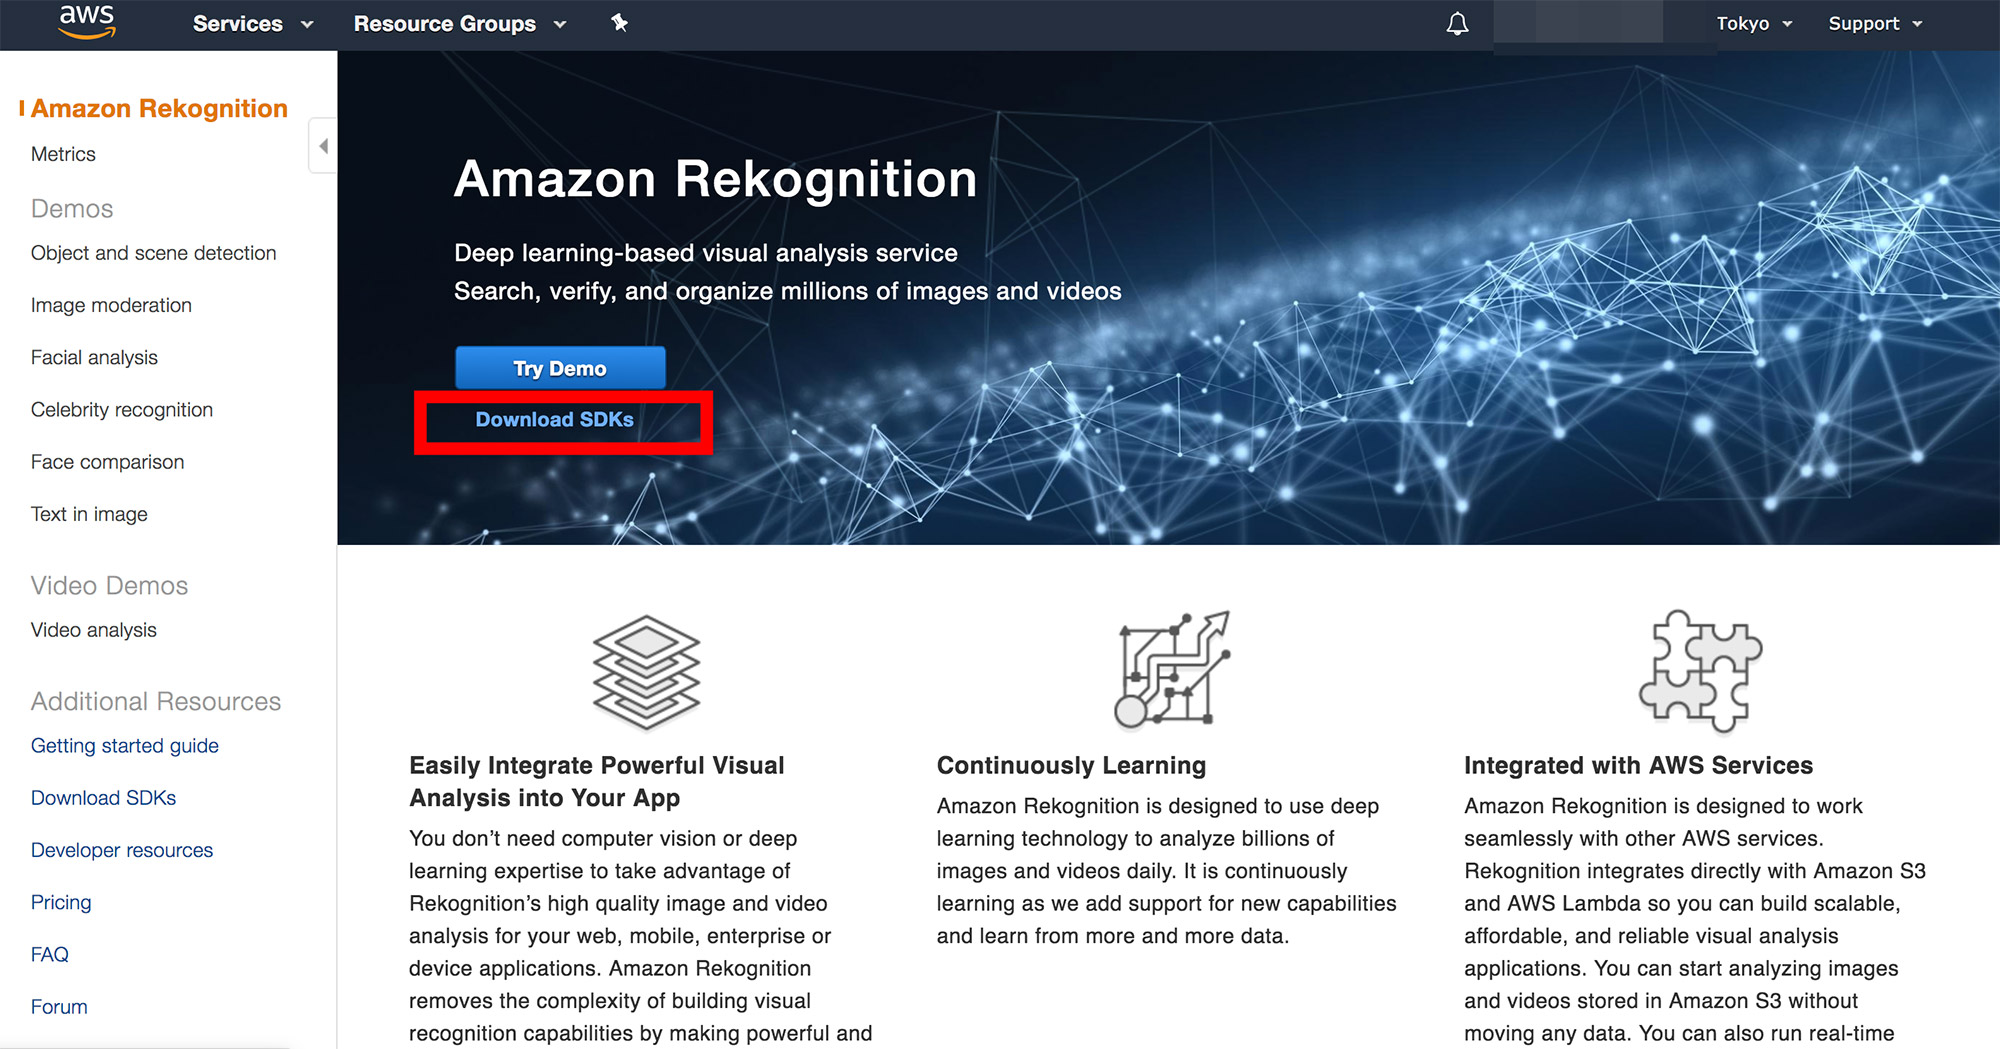 aws
Services
Resource Groups
Tokyo
Support
Amazon Rekognition
Metrics
Demos
Object and scene detection
Image moderation
Facial analysis
Celebrity recognition
Face comparison
Text in image
Video Demos
Video analysis
Additional Resources
Getting started guide
Download SDKs
Developer resources
Pricing
FAQ
Forum
Amazon Rekognition
Deep learning-based visual analysis service
Search, verify, and organize millions of images and videos
Try Demo
Download SDKs
Easily Integrate Powerful Visual
Analysis into Your App
You don’t need computer vision or deep
learning expertise to take advantage of
Rekognition’s high quality image and video
analysis for your web, mobile, enterprise or
device applications. Amazon Rekognition
removes the complexity of building visual
recognition capabilities by making powerful and
Continuously Learning
Amazon Rekognition is designed to use deep
learning technology to analyze billions of
images and videos daily. It is continuously
learning as we add support for new capabilities
and learn from more and more data.
Integrated with AWS Services
Amazon Rekognition is designed to work
seamlessly with other AWS services.
Rekognition integrates directly with Amazon S3
and AWS Lambda so you can build scalable,
affordable, and reliable visual analysis
applications. You can start analyzing images
and videos stored in Amazon S3 without
moving any data. You can also run real-time